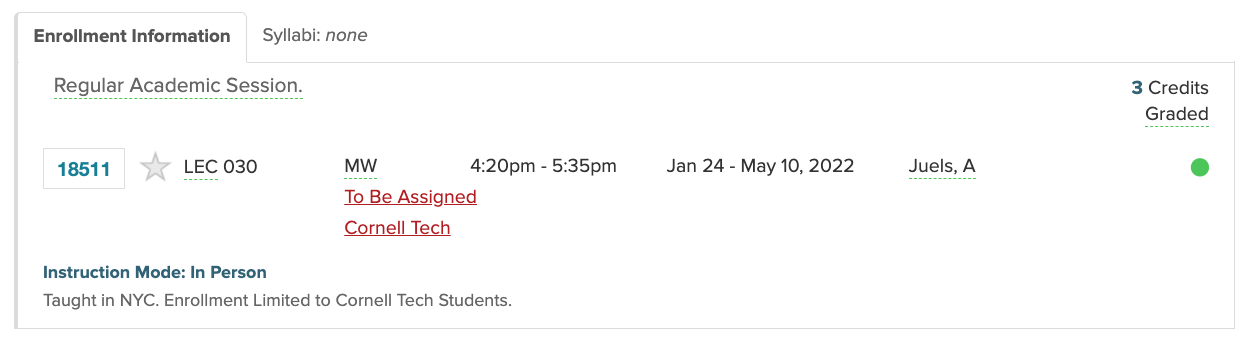 Enrollment Information Syllabi: none
Regular Academic Session.
3 Credits
Graded
18511 LEC 030 MW 4:20pm - 5:35pm Jan 24 - May 10, 2022 Juels, A
To Be Assigned
Cornell Tech
Instruction Mode: In Person
Taught in NYC. Enrollment Limited to Cornell Tech Students.